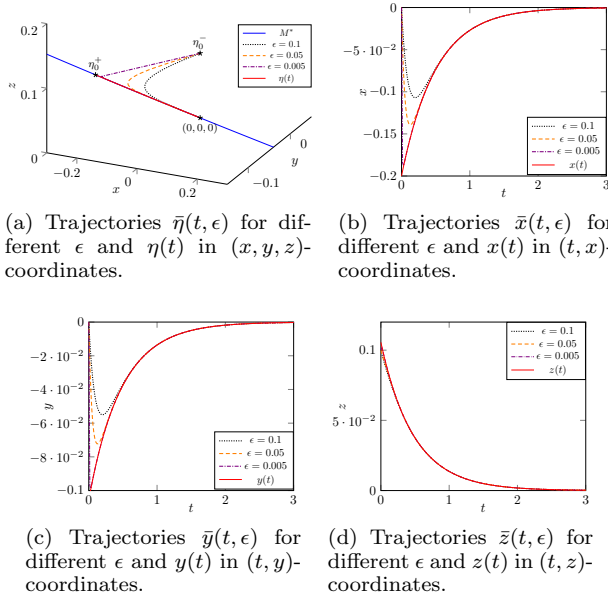 0.2
0.1
0
z
η₀⁺
η₀⁻
M*
ϵ = 0.1
ϵ = 0.05
ϵ = 0.005
η(t)
(0, 0, 0)
−0.2
0
0.2
x
−0.1
0
y
(a) Trajectories η̄(t, ϵ) for dif-
ferent ϵ and η(t) in (x, y, z)-
coordinates.
0
−5 · 10⁻²
−0.1
−0.15
−0.2
x
ϵ = 0.1
ϵ = 0.05
ϵ = 0.005
x(t)
0 1 2 3
t
(b) Trajectories x̄(t, ϵ) for
different ϵ and x(t) in (t, x)-
coordinates.
0
−2 · 10⁻²
−4 · 10⁻²
−6 · 10⁻²
−8 · 10⁻²
−0.1
y
ϵ = 0.1
ϵ = 0.05
ϵ = 0.005
y(t)
0 1 2 3
t
(c) Trajectories ȳ(t, ϵ) for
different ϵ and y(t) in (t, y)-
coordinates.
0.1
5 · 10⁻²
0
z
ϵ = 0.1
ϵ = 0.05
ϵ = 0.005
z(t)
0 1 2 3
t
(d) Trajectories z̄(t, ϵ) for
different ϵ and z(t) in (t, z)-
coordinates.